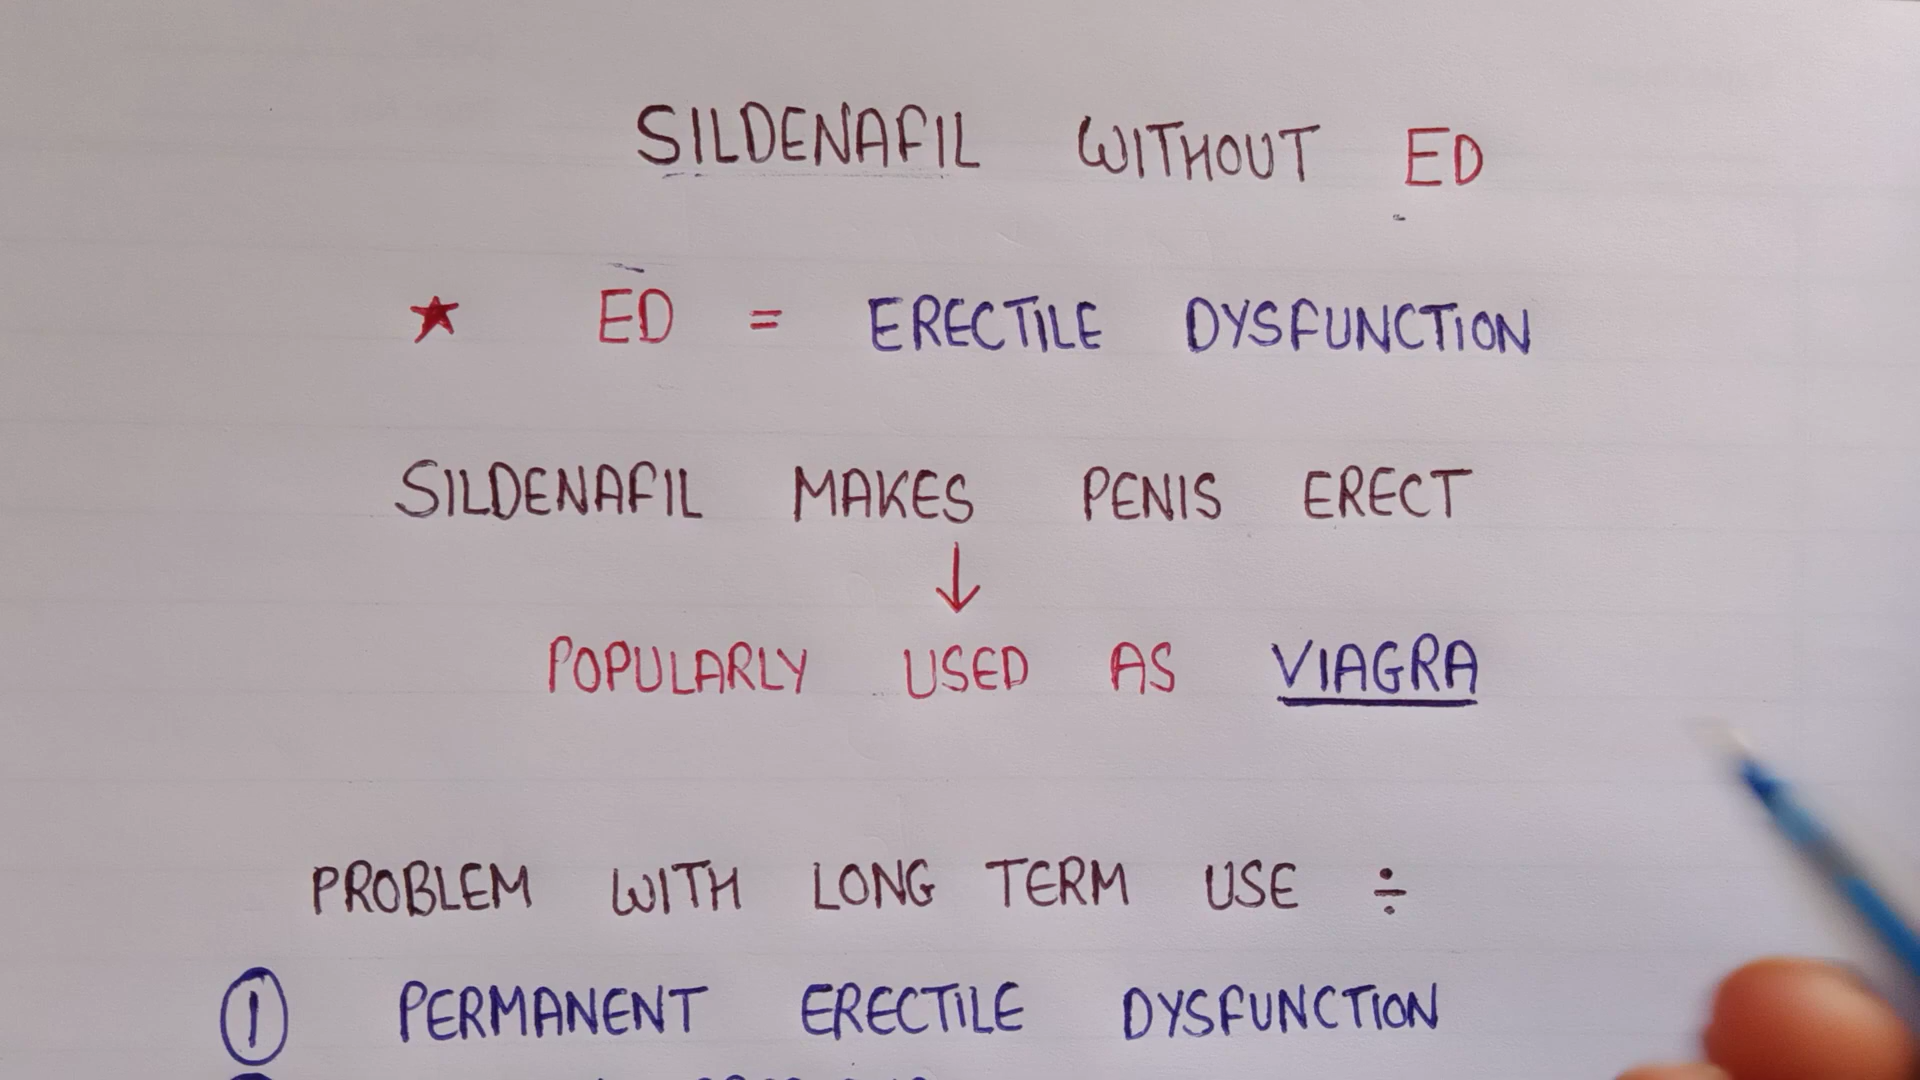 SILDENAFIL WITHOUT ED
★ ED = ERECTILE DYSFUNCTION
SILDENAFIL MAKES PENIS ERECT
↓
POPULARLY USED AS VIAGRA
PROBLEM WITH LONG TERM USE ÷
① PERMANENT ERECTILE DYSFUNCTION